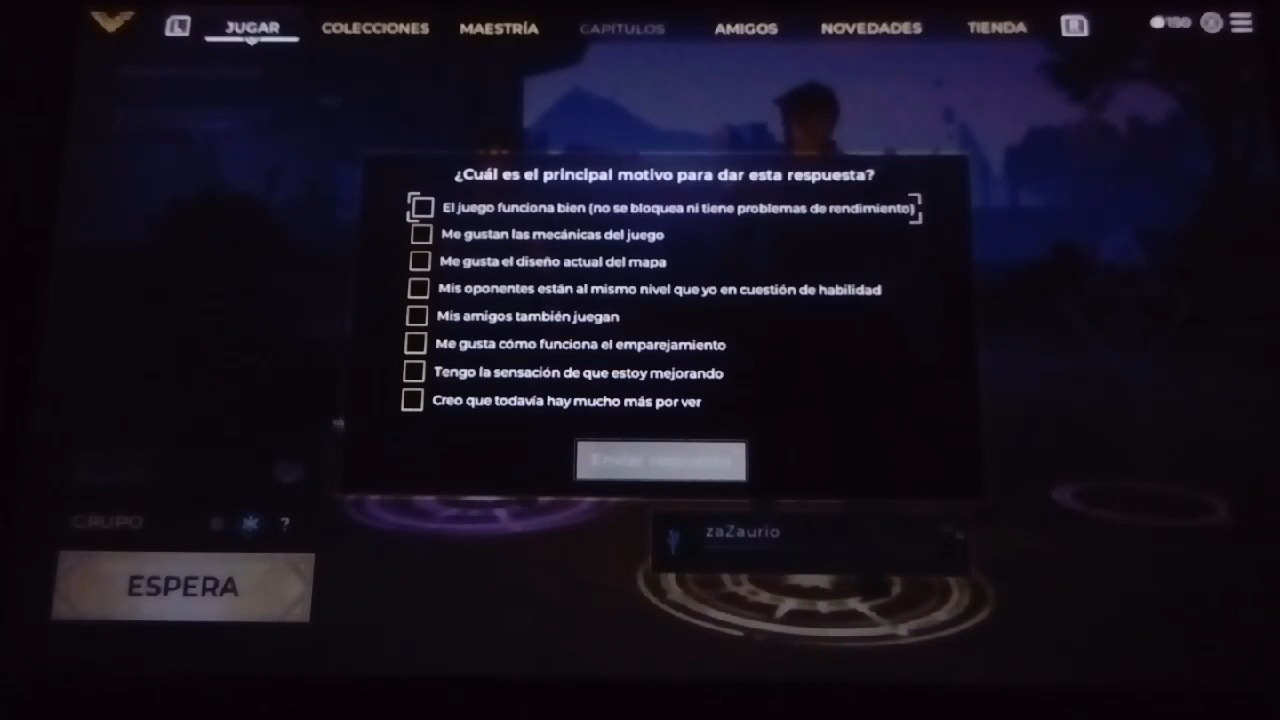 L
JUGAR
COLECCIONES
MAESTRÍA
CAPÍTULOS
AMIGOS
NOVEDADES
TIENDA
R
150
¿Cuál es el principal motivo para dar esta respuesta?
El juego funciona bien (no se bloquea ni tiene problemas de rendimiento)
Me gustan las mecánicas del juego
Me gusta el diseño actual del mapa
Mis oponentes están al mismo nivel que yo en cuestión de habilidad
Mis amigos también juegan
Me gusta cómo funciona el emparejamiento
Tengo la sensación de que estoy mejorando
Creo que todavía hay mucho más por ver
Enviar respuesta
GRUPO
?
zaZaurio
ESPERA